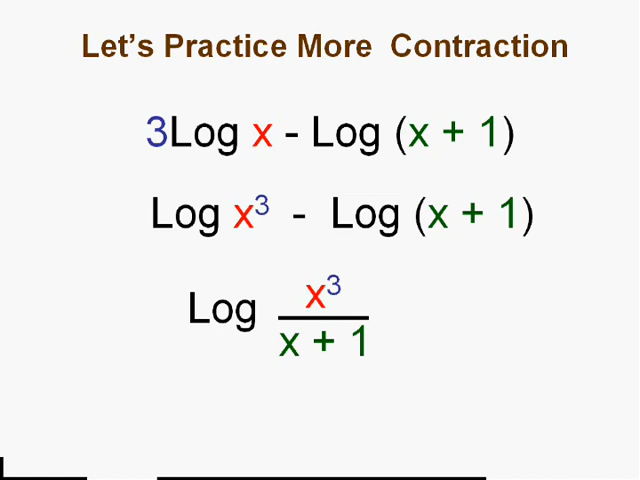 Let's Practice More  Contraction
3Log x - Log (x + 1)
Log x³ - Log (x + 1)
Log x³
x + 1